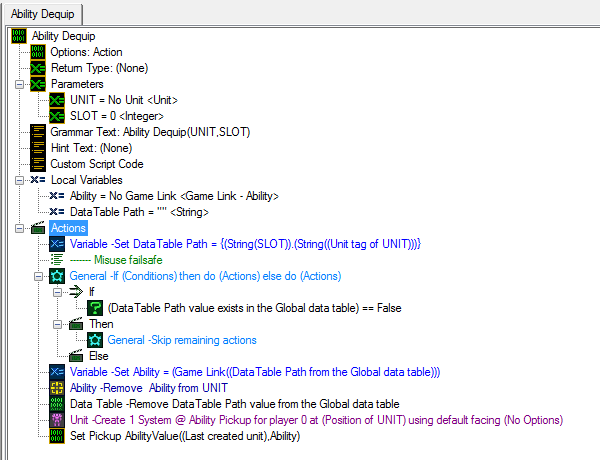 Ability Dequip
Ability Dequip
Options: Action
Return Type: (None)
Parameters
UNIT = No Unit <Unit>
SLOT = 0 <Integer>
Grammar Text: Ability Dequip(UNIT,SLOT)
Hint Text: (None)
Custom Script Code
Local Variables
Ability = No Game Link <Game Link - Ability>
DataTable Path = "" <String>
Actions
Variable -Set DataTable Path = {(String(SLOT)).(String((Unit tag of UNIT)))}
------- Misuse failsafe
General -If (Conditions) then do (Actions) else do (Actions)
If
(DataTable Path value exists in the Global data table) == False
Then
General -Skip remaining actions
Else
Variable -Set Ability = (Game Link((DataTable Path from the Global data table)))
Ability -Remove Ability from UNIT
Data Table -Remove DataTable Path value from the Global data table
Unit -Create 1 System @ Ability Pickup for player 0 at (Position of UNIT) using default facing (No Options)
Set Pickup AbilityValue((Last created unit),Ability)